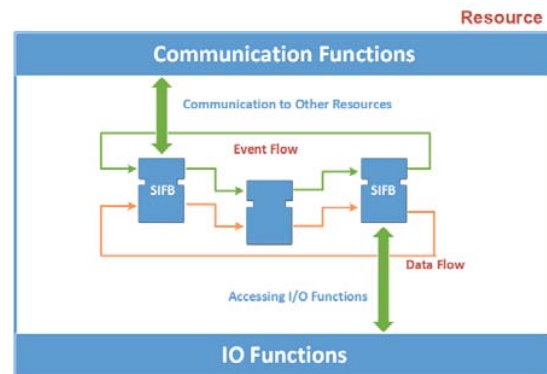 Resource
Communication Functions
Communication to Other Resources
Event Flow
SIFB
SIFB
Data Flow
Accessing I/O Functions
IO Functions